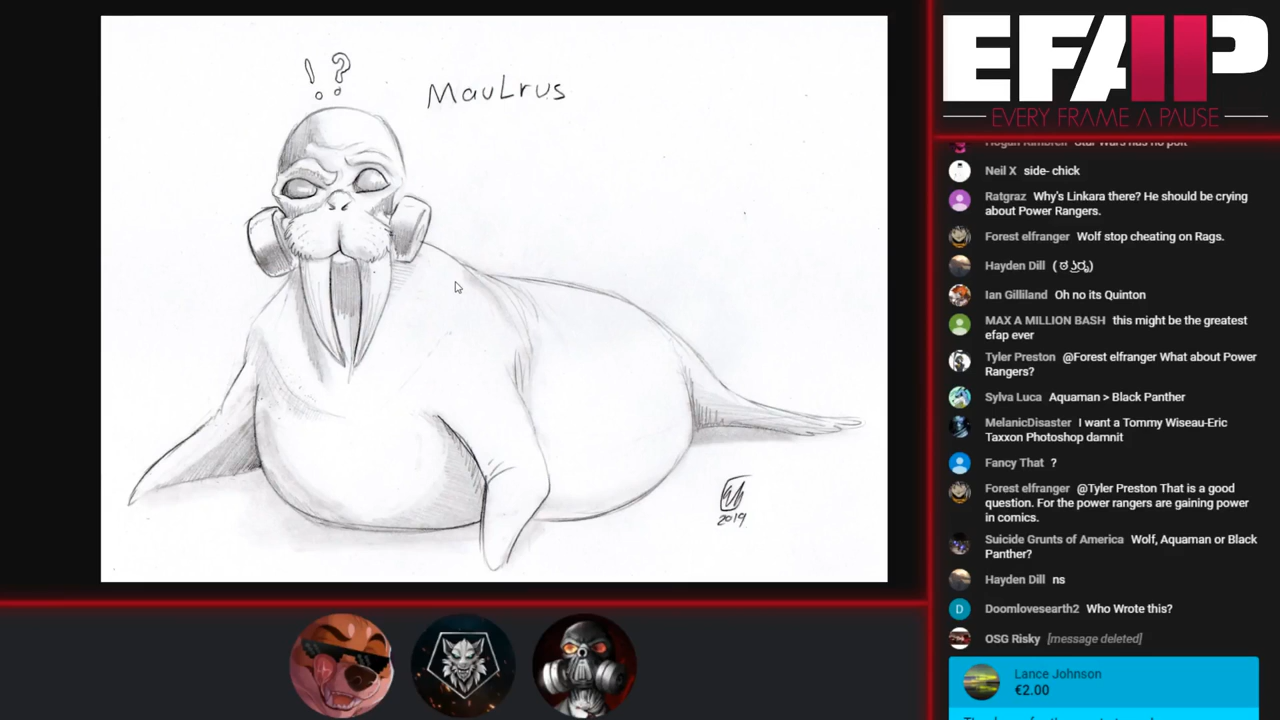 ! ?
MauLrus
2019
EFAP
EVERY FRAME A PAUSE
Neil X side- chick
Ratgraz Why's Linkara there? He should be crying
about Power Rangers.
Forest elfranger Wolf stop cheating on Rags.
Hayden Dill
Ian Gilliland Oh no its Quinton
MAX A MILLION BASH this might be the greatest
efap ever
Tyler Preston @Forest elfranger What about Power
Rangers?
Sylva Luca Aquaman > Black Panther
MelanicDisaster I want a Tommy Wiseau-Eric
Taxxon Photoshop damnit
Fancy That ?
Forest elfranger @Tyler Preston That is a good
question. For the power rangers are gaining power
in comics.
Suicide Grunts of America Wolf, Aquaman or Black
Panther?
Hayden Dill ns
D Doomlovesearth2 Who Wrote this?
OSG Risky [message deleted]
Lance Johnson
€2.00